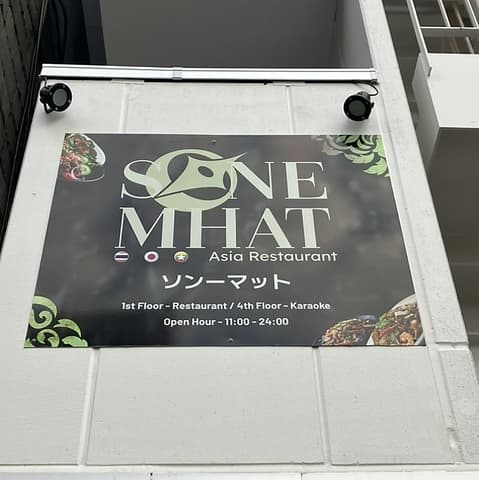 SONE
MHAT
Asia Restaurant
ソンーマット
1st Floor - Restaurant / 4th Floor - Karaoke
Open Hour - 11:00 - 24:00